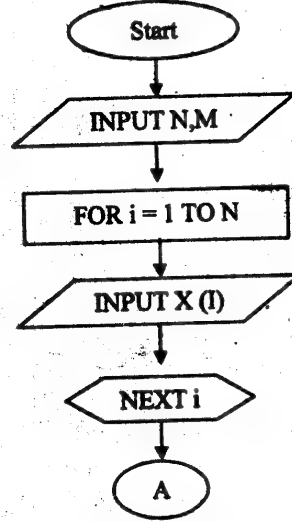 Start
INPUT N,M
FOR i = 1 TO N
INPUT X (I)
NEXT i
A